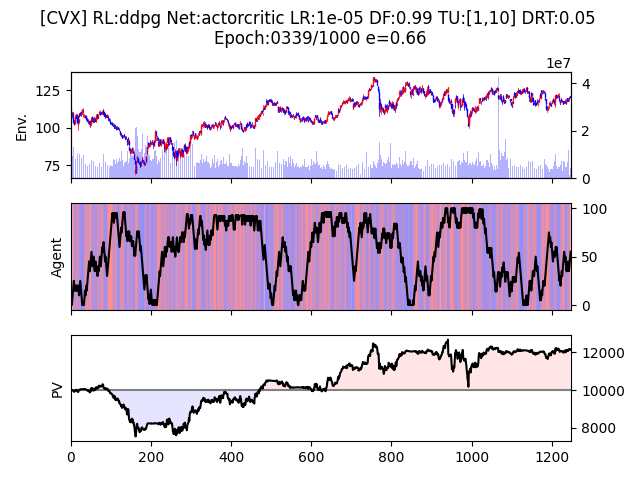 [CVX] RL:ddpg Net:actorcritic LR:1e-05 DF:0.99 TU:[1,10] DRT:0.05
Epoch:0339/1000 e=0.66
1e7
125
100
75
Env.
4
2
0
Agent
100
50
0
PV
12000
10000
8000
0 200 400 600 800 1000 1200